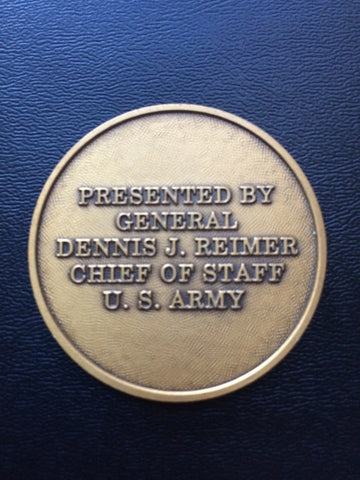 PRESENTED BY
GENERAL
DENNIS J. REIMER
CHIEF OF STAFF
U. S. ARMY